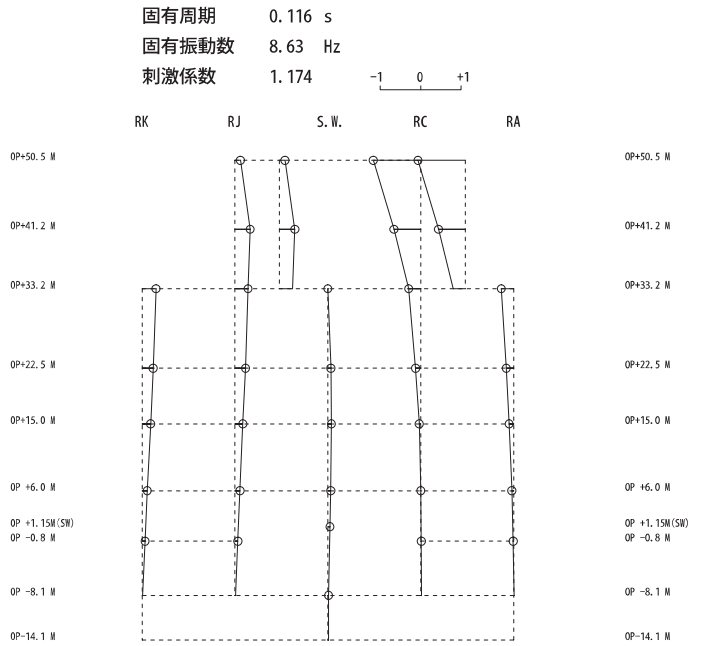 固有周期 0.116 s
固有振動数 8.63 Hz
刺激係数 1.174
-1 0 +1
RK RJ S.W. RC RA
OP+50.5 M OP+50.5 M
OP+41.2 M OP+41.2 M
OP+33.2 M OP+33.2 M
OP+22.5 M OP+22.5 M
OP+15.0 M OP+15.0 M
OP +6.0 M OP +6.0 M
OP +1.15M(SW) OP +1.15M(SW)
OP -0.8 M OP -0.8 M
OP -8.1 M OP -8.1 M
OP-14.1 M OP-14.1 M